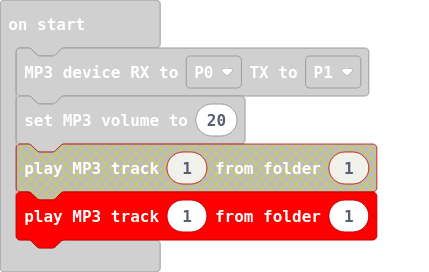 on start
MP3 device RX to P0 TX to P1
set MP3 volume to 20
play MP3 track 1 from folder 1
play MP3 track 1 from folder 1